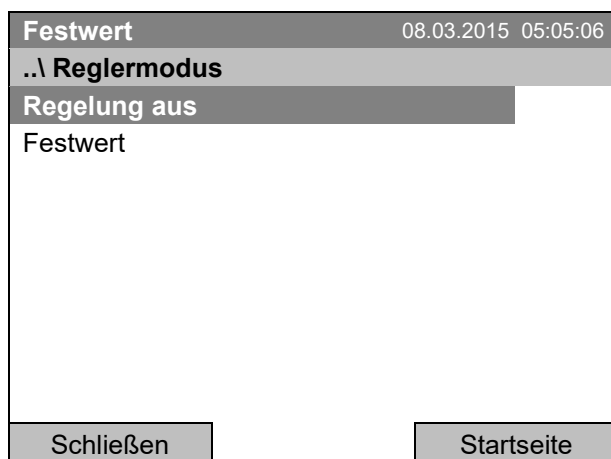 Festwert 08.03.2015 05:05:06
..\ Reglermodus
Regelung aus
Festwert
Schließen Startseite